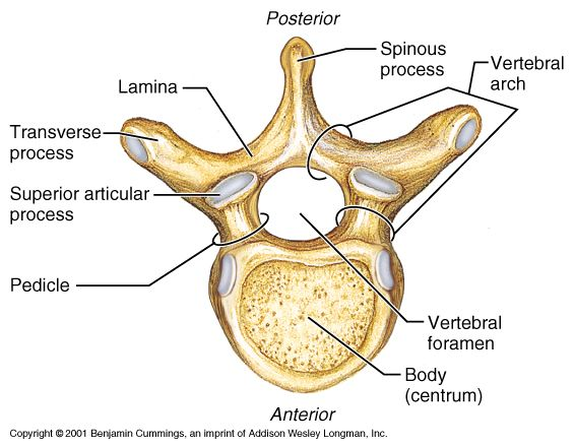 Posterior
Spinous
process
Vertebral
arch
Lamina
Transverse
process
Superior articular
process
Pedicle
Vertebral
foramen
Body
(centrum)
Anterior
Copyright © 2001 Benjamin Cummings, an imprint of Addison Wesley Longman, Inc.